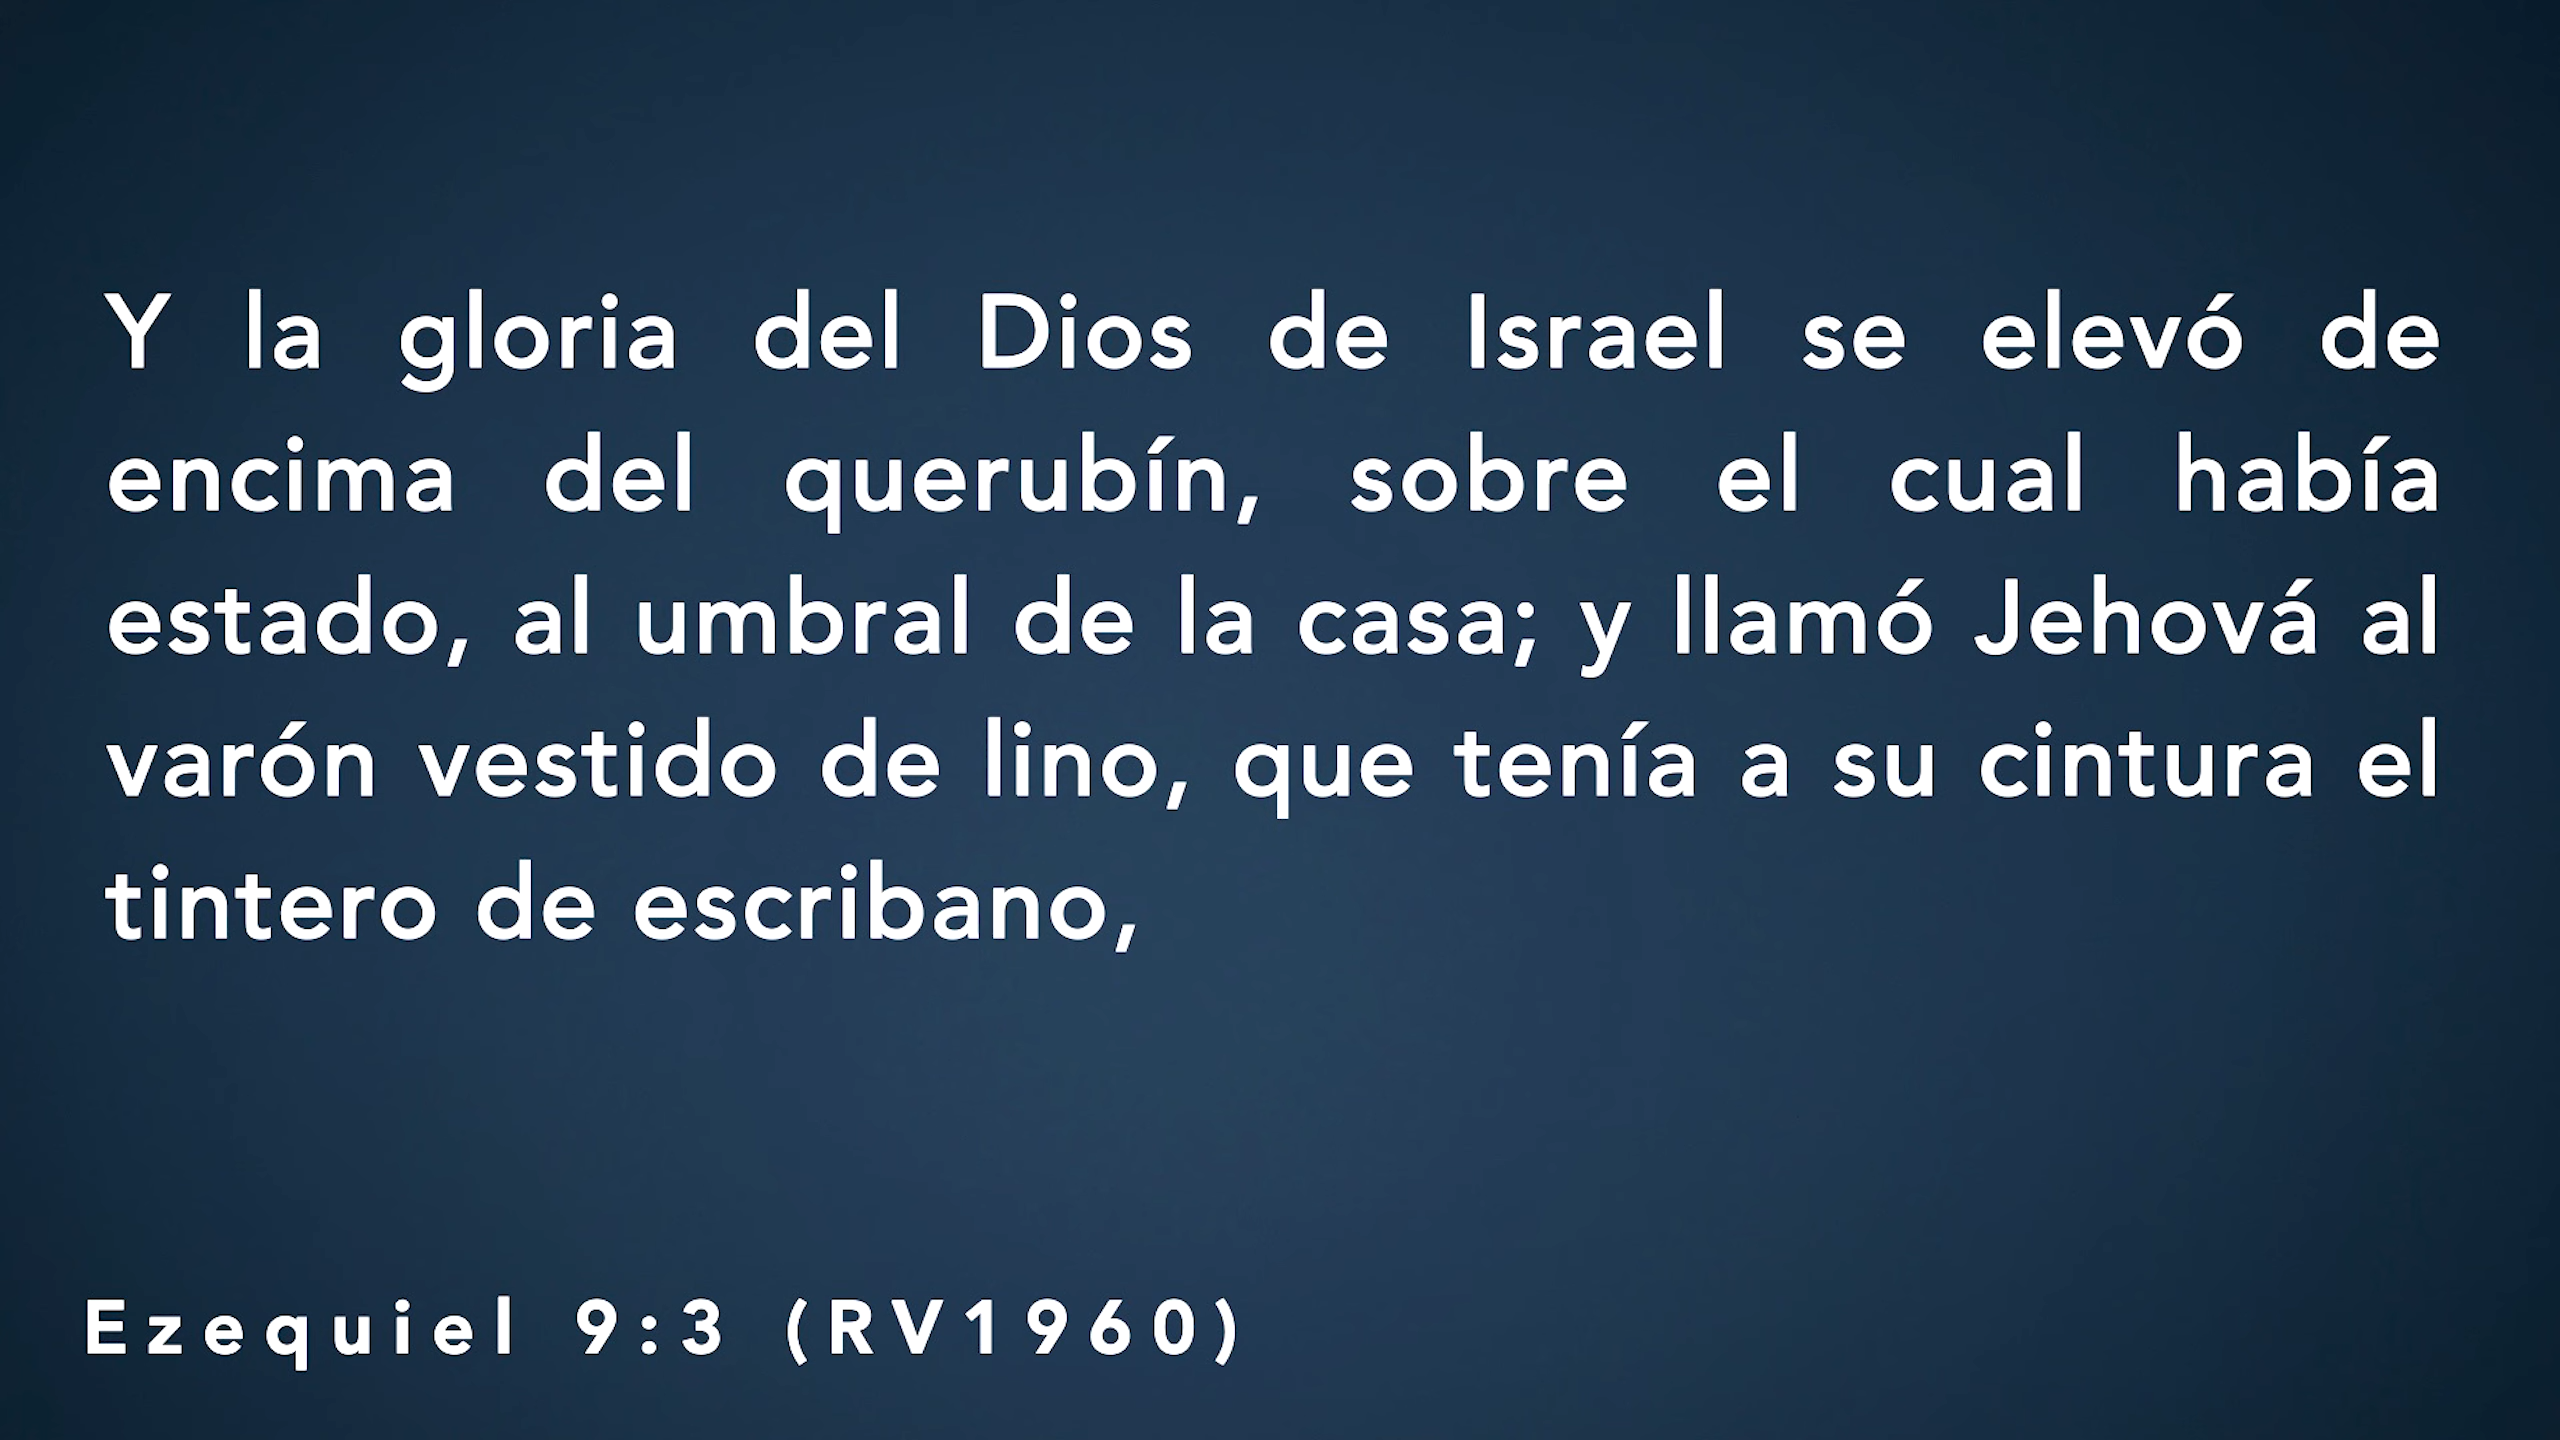 Y la gloria del Dios de Israel se elevó de
encima del querubín, sobre el cual había
estado, al umbral de la casa; y llamó Jehová al
varón vestido de lino, que tenía a su cintura el
tintero de escribano,
Ezequiel 9:3 (RV1960)